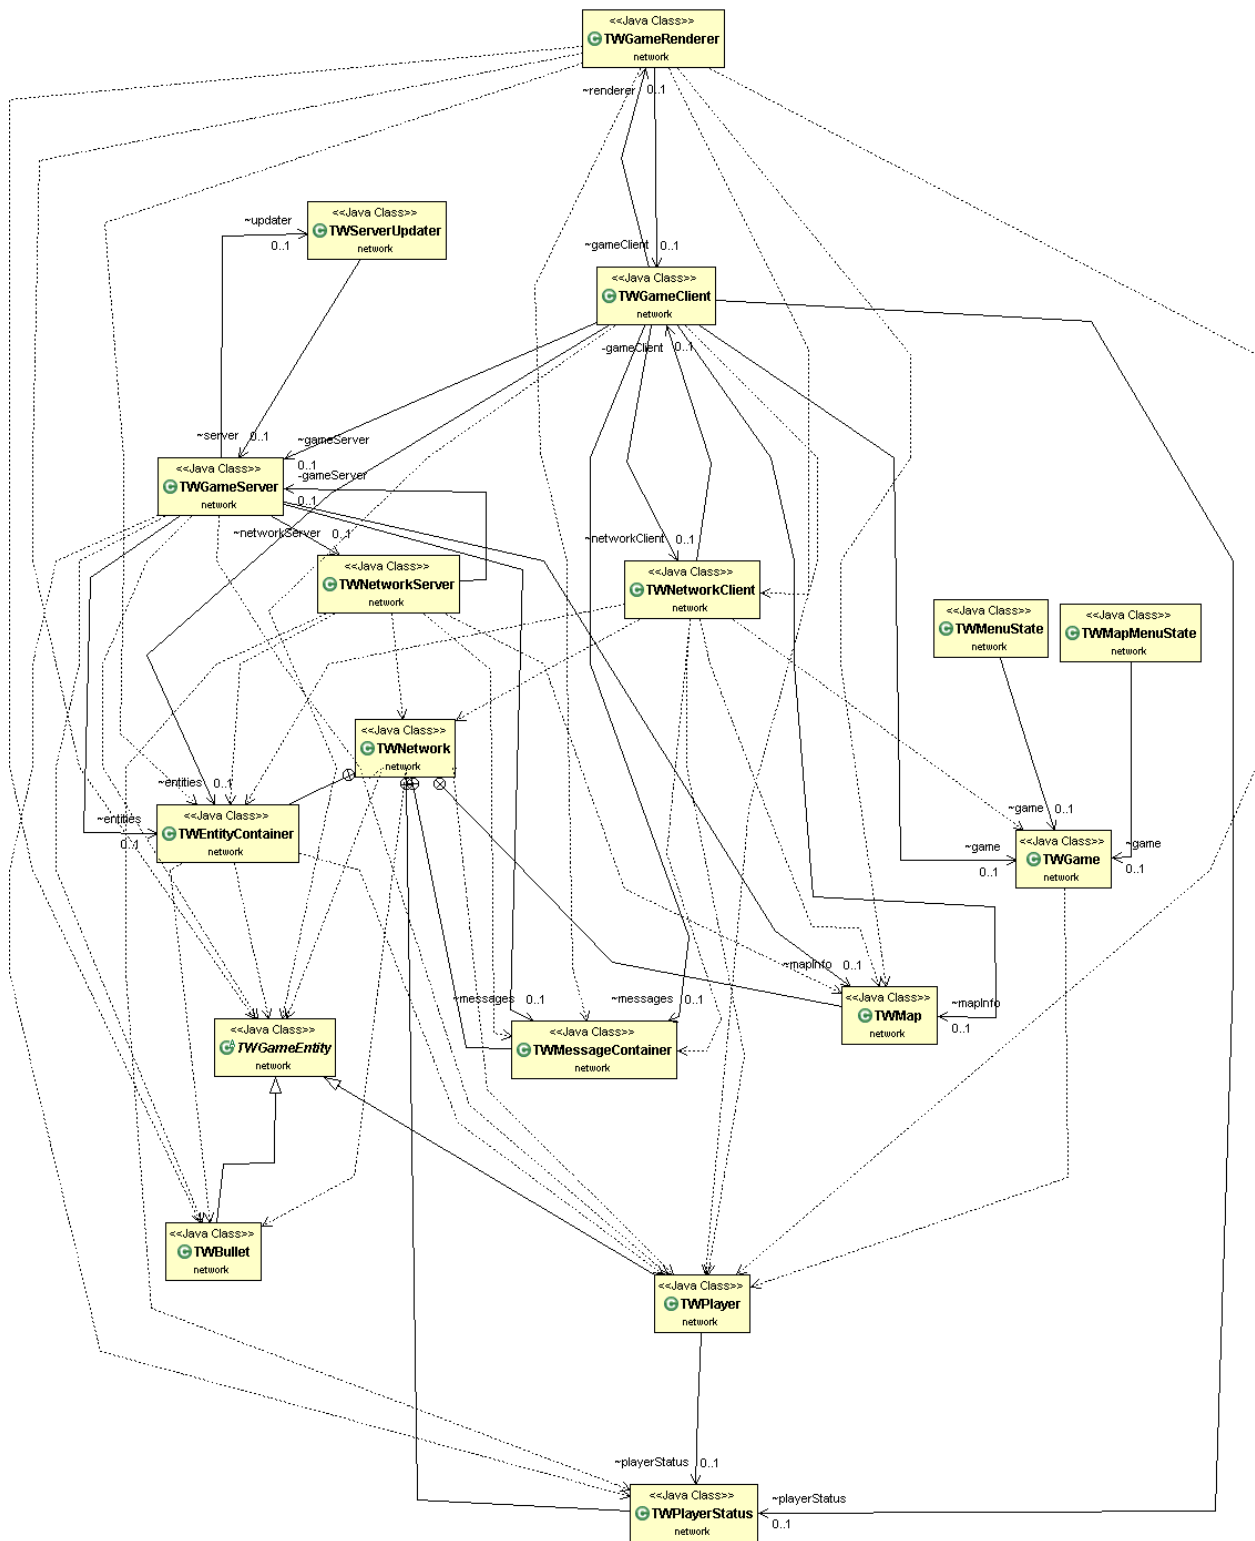 <<Java Class>>
TWGameRenderer
network
~renderer
0..1
<<Java Class>>
TWServerUpdater
network
~updater
0..1
~gameClient
0..1
<<Java Class>>
TWGameClient
network
-gameClient
0..1
~server
0..1
~gameServer
0..1
<<Java Class>>
TWGameServer
network
-gameServer
0..1
~networkServer
0..1
~networkClient
0..1
<<Java Class>>
TWNetworkServer
network
<<Java Class>>
TWNetworkClient
network
<<Java Class>>
TWMenuState
network
<<Java Class>>
TWMapMenuState
network
<<Java Class>>
TWNetwork
network
~entities
0..1
~entities
0..1
<<Java Class>>
TWEntityContainer
network
~game
0..1
<<Java Class>>
TWGame
network
~game
0..1
~game
0..1
~mapInfo
0..1
<<Java Class>>
TWMap
network
~mapInfo
0..1
~messages
0..1
~messages
0..1
<<Java Class>>
TWGameEntity
network
<<Java Class>>
TWMessageContainer
network
<<Java Class>>
TWBullet
network
<<Java Class>>
TWPlayer
network
~playerStatus
0..1
<<Java Class>>
TWPlayerStatus
network
~playerStatus
0..1